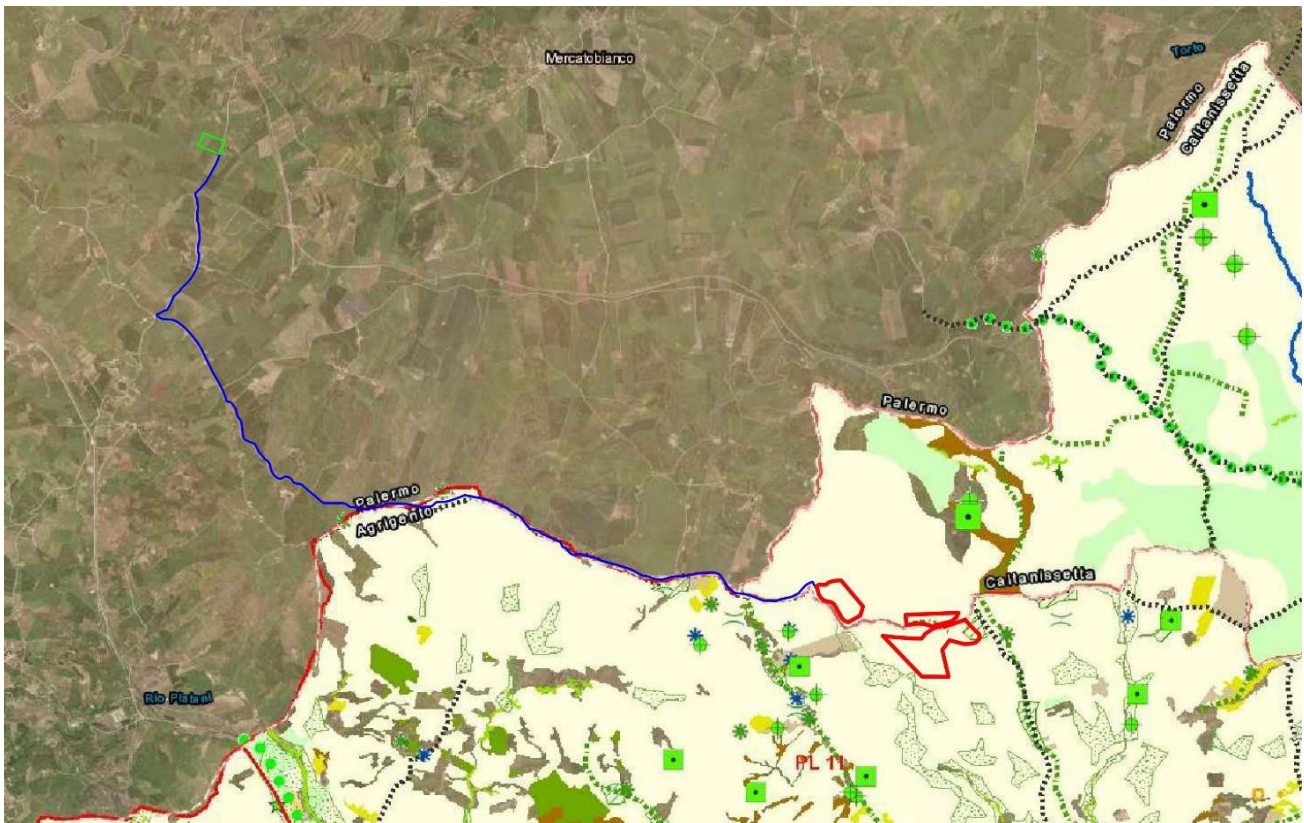 Mercatobianco
Torto
Palermo
Caltanissetta
Palermo
Palermo
Agrigento
Caltanissetta
Rio Platani
PL 11